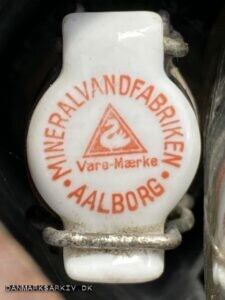 MINERALVANDFABRIKEN
Vare-Mærke
• AALBORG •
DANMARKSARKIV.DK